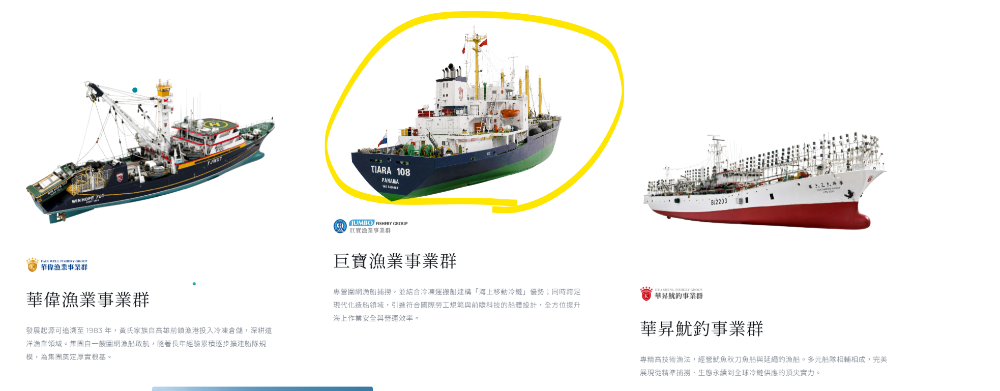 WIN HOPE 707
PORT VILA
WIN HOPE 707
PORT VILA
PNG
YJWX7
K
FAIR WELL FISHERY GROUP
華偉漁業事業群
華偉漁業事業群
發展起源可追溯至 1983 年，黃氏家族自高雄前鎮漁港投入冷凍倉儲，深耕遠
洋漁業領域。集團自一艘圍網漁船啟航，隨著長年經驗累積逐步擴建船隊規
模，為集團奠定厚實根基。
TIARA 108
PANAMA
IMO 8420763
JUMBO FISHERY GROUP
巨寶漁業事業群
巨寶漁業事業群
專營圍網漁船捕撈，並結合冷凍運搬船建構「海上移動冷鏈」優勢；同時跨足
現代化造船領域，引進符合國際勞工規範與前瞻科技的船體設計，全方位提升
海上作業安全與營運效率。
BL2203
K
HUA SHENG FISHERY GROUP
華昇魷釣事業群
華昇魷釣事業群
專精高技術漁法，經營魷魚秋刀魚船與延繩釣漁船。多元船隊相輔相成，完美
展現從精準捕撈、生態永續到全球冷鏈供應的頂尖實力。